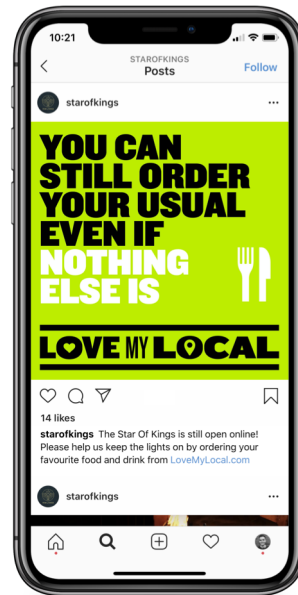 10:21
STAROFKINGS
Posts
Follow
starofkings
YOU CAN
STILL ORDER
YOUR USUAL
EVEN IF
NOTHING
ELSE IS
LOVE MY LOCAL
14 likes
starofkings The Star Of Kings is still open online!
Please help us keep the lights on by ordering your
favourite food and drink from LoveMyLocal.com
starofkings